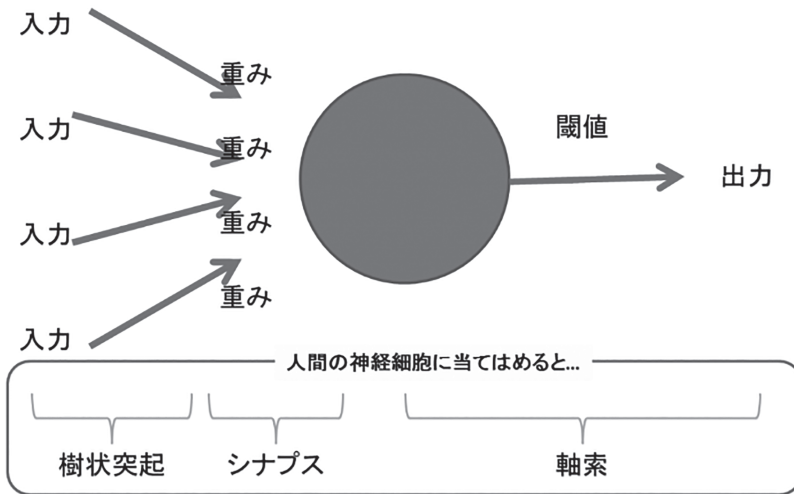 入力
重み
入力
重み
閾値
出力
入力
重み
重み
入力
人間の神経細胞に当てはめると...
樹状突起
シナプス
軸索